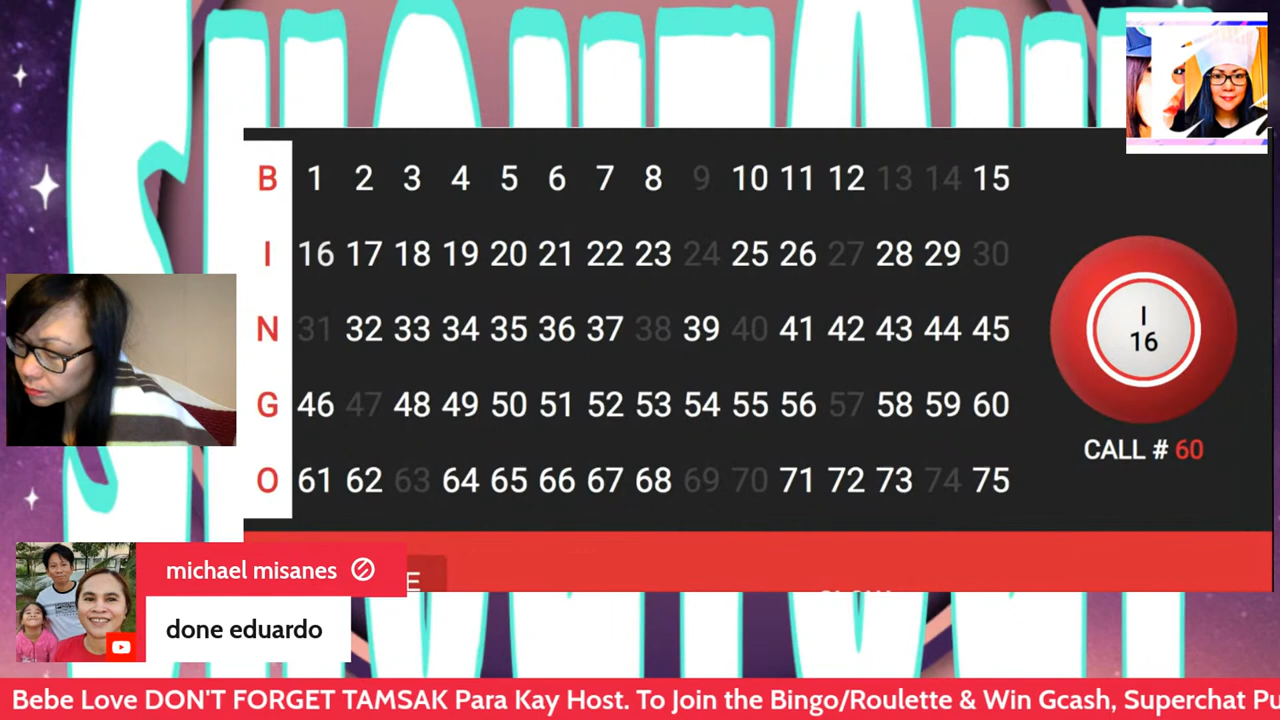 B 1 2 3 4 5 6 7 8 9 10 11 12 13 14 15
I 16 17 18 19 20 21 22 23 24 25 26 27 28 29 30
N 31 32 33 34 35 36 37 38 39 40 41 42 43 44 45
G 46 47 48 49 50 51 52 53 54 55 56 57 58 59 60
O 61 62 63 64 65 66 67 68 69 70 71 72 73 74 75
I
16
CALL # 60
michael misanes
done eduardo
Bebe Love DON'T FORGET TAMSAK Para Kay Host. To Join the Bingo/Roulette & Win Gcash, Superchat Pu